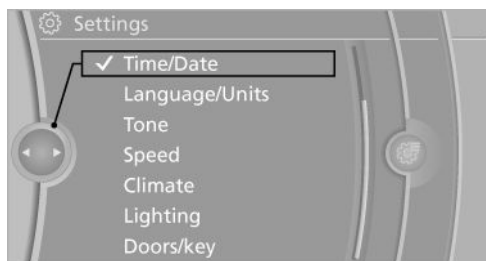 Settings
Time/Date
Language/Units
Tone
Speed
Climate
Lighting
Doors/key